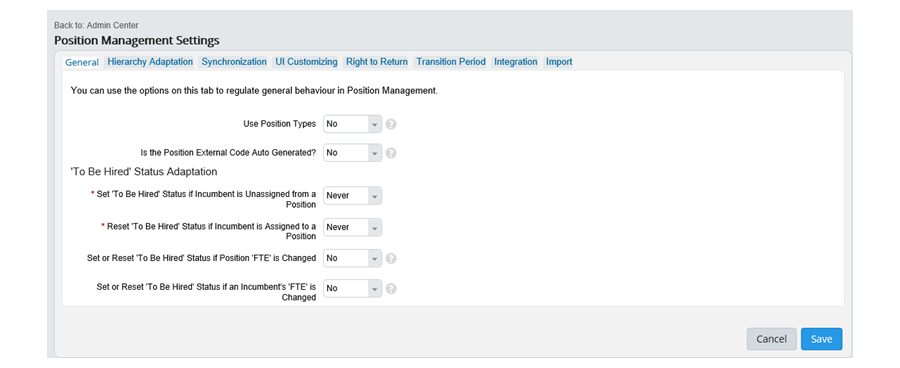 Back to: Admin Center
Position Management Settings
General Hierarchy Adaptation Synchronization UI Customizing Right to Return Transition Period Integration Import
You can use the options on this tab to regulate general behaviour in Position Management.
Use Position Types No ?
Is the Position External Code Auto Generated? No ?
'To Be Hired' Status Adaptation
* Set 'To Be Hired' Status if Incumbent is Unassigned from a Never
Position
* Reset 'To Be Hired' Status if Incumbent is Assigned to a Never
Position
Set or Reset 'To Be Hired' Status if Position 'FTE' is Changed No ?
Set or Reset 'To Be Hired' Status if an Incumbent's 'FTE' is No ?
Changed
Cancel Save